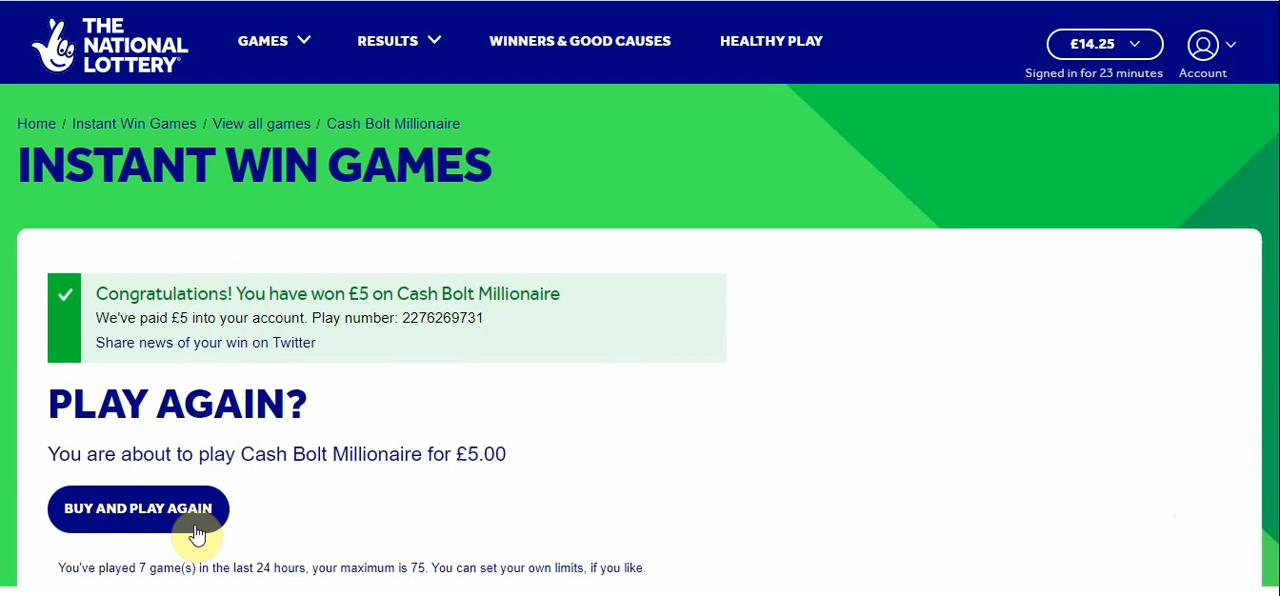 THE
NATIONAL
LOTTERY®
GAMES
RESULTS
WINNERS & GOOD CAUSES
HEALTHY PLAY
£14.25
Signed in for 23 minutes
Account
Home / Instant Win Games / View all games / Cash Bolt Millionaire
INSTANT WIN GAMES
Congratulations! You have won £5 on Cash Bolt Millionaire
We've paid £5 into your account. Play number: 2276269731
Share news of your win on Twitter
PLAY AGAIN?
You are about to play Cash Bolt Millionaire for £5.00
BUY AND PLAY AGAIN
You've played 7 game(s) in the last 24 hours, your maximum is 75. You can set your own limits, if you like.